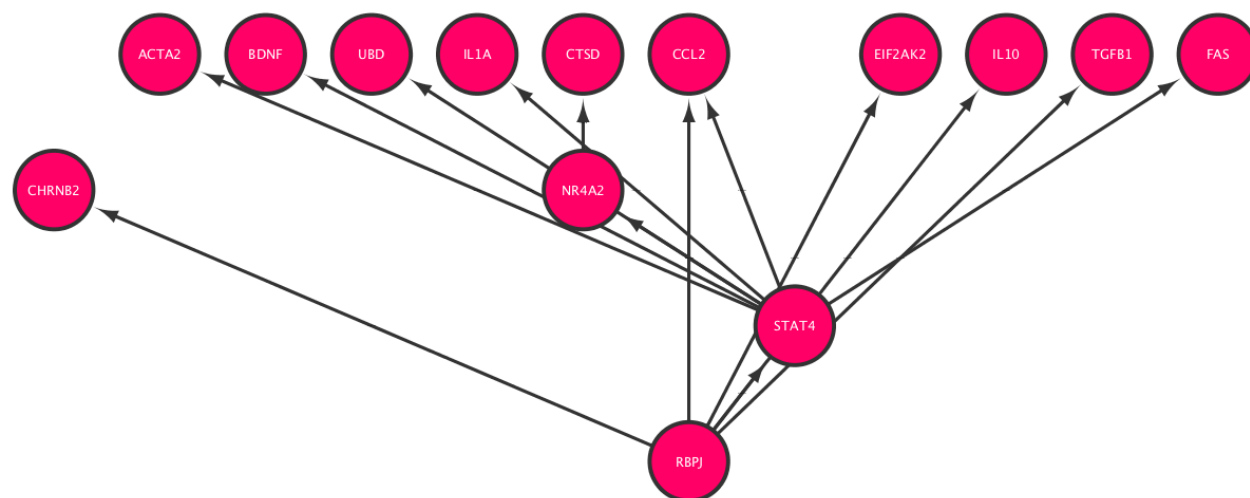 ACTA2
BDNF
UBD
IL1A
CTSD
CCL2
EIF2AK2
IL10
TGFB1
FAS
CHRNB2
NR4A2
STAT4
RBPJ